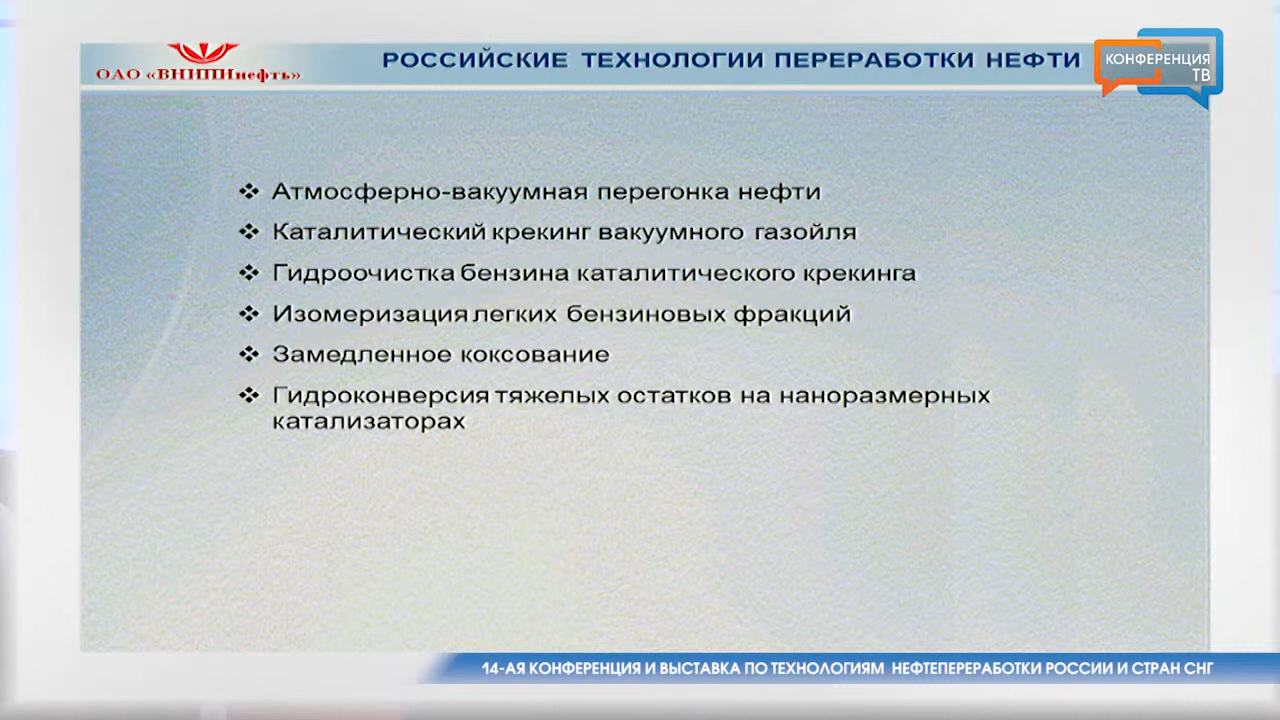 ОАО «ВНИПИнефть»
РОССИЙСКИЕ ТЕХНОЛОГИИ ПЕРЕРАБОТКИ НЕФТИ
КОНФЕРЕНЦИЯ
ТВ
❖ Атмосферно-вакуумная перегонка нефти
❖ Каталитический крекинг вакуумного газойля
❖ Гидроочистка бензина каталитического крекинга
❖ Изомеризация легких бензиновых фракций
❖ Замедленное коксование
❖ Гидроконверсия тяжелых остатков на наноразмерных
катализаторах
14-АЯ КОНФЕРЕНЦИЯ И ВЫСТАВКА ПО ТЕХНОЛОГИЯМ НЕФТЕПЕРЕРАБОТКИ РОССИИ И СТРАН СНГ